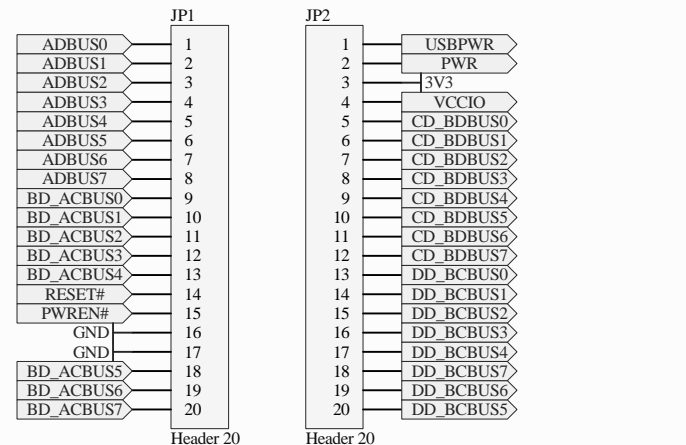 JP1
ADBUS0 1
ADBUS1 2
ADBUS2 3
ADBUS3 4
ADBUS4 5
ADBUS5 6
ADBUS6 7
ADBUS7 8
BD_ACBUS0 9
BD_ACBUS1 10
BD_ACBUS2 11
BD_ACBUS3 12
BD_ACBUS4 13
RESET# 14
PWREN# 15
GND 16
GND 17
BD_ACBUS5 18
BD_ACBUS6 19
BD_ACBUS7 20
Header 20
JP2
1 USBPWR
2 PWR
3 3V3
4 VCCIO
5 CD_BDBUS0
6 CD_BDBUS1
7 CD_BDBUS2
8 CD_BDBUS3
9 CD_BDBUS4
10 CD_BDBUS5
11 CD_BDBUS6
12 CD_BDBUS7
13 DD_BCBUS0
14 DD_BCBUS1
15 DD_BCBUS2
16 DD_BCBUS3
17 DD_BCBUS4
18 DD_BCBUS7
19 DD_BCBUS6
20 DD_BCBUS5
Header 20